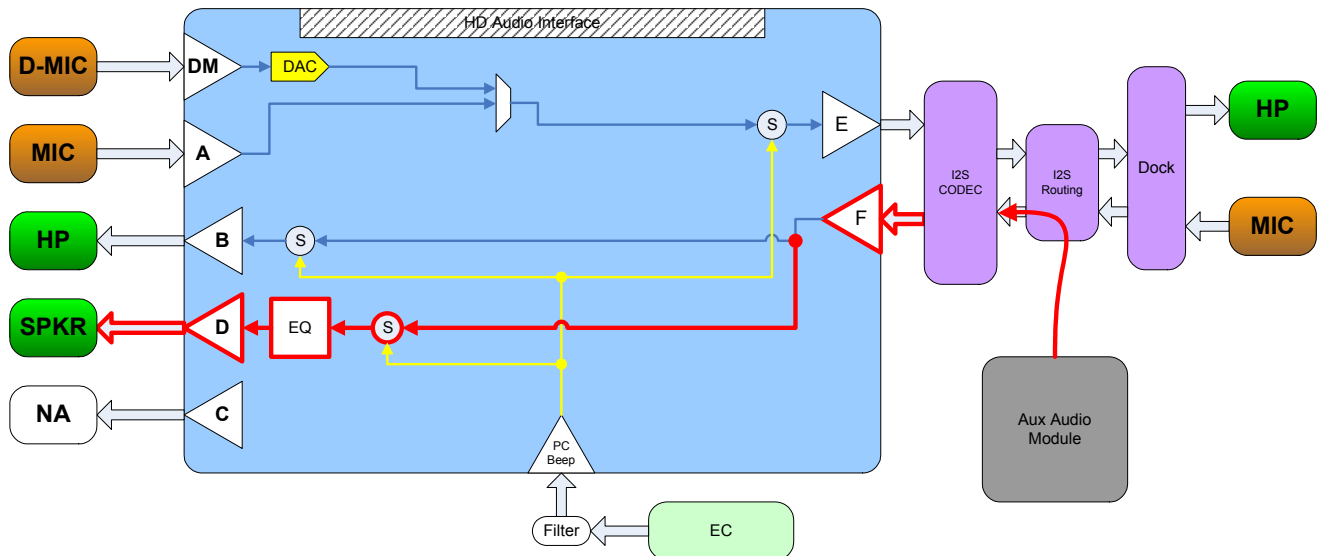 HD Audio Interface
D-MIC
DM
DAC
MIC
A
S
E
I2S
CODEC
I2S
Routing
Dock
HP
HP
B
S
F
MIC
SPKR
D
EQ
S
NA
C
PC
Beep
Aux Audio
Module
Filter
EC